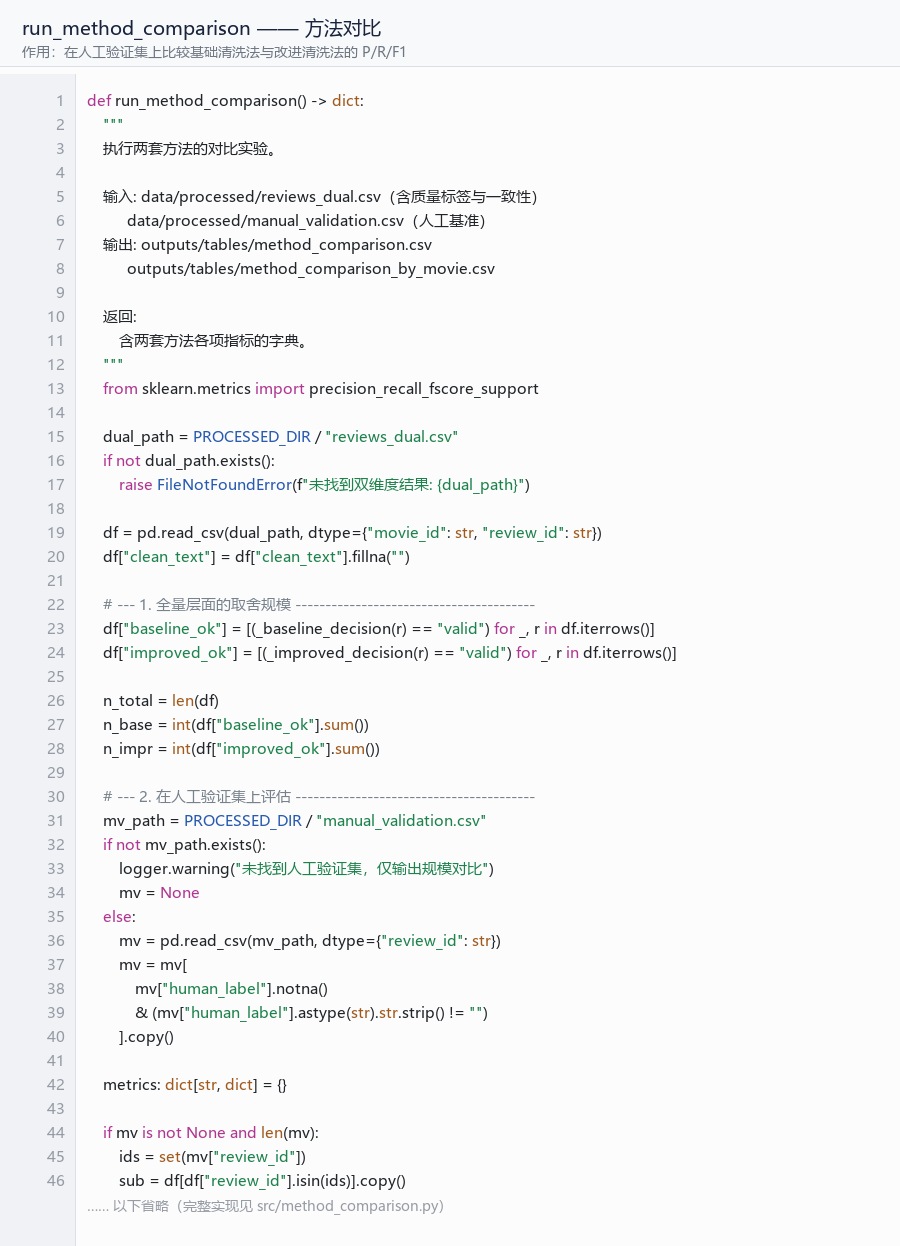 run_method_comparison —— 方法对比
作用：在人工验证集上比较基础清洗法与改进清洗法的 P/R/F1
1 def run_method_comparison() -> dict:
2 """
3 执行两套方法的对比实验。
4
5 输入: data/processed/reviews_dual.csv（含质量标签与一致性）
6 data/processed/manual_validation.csv（人工基准）
7 输出: outputs/tables/method_comparison.csv
8 outputs/tables/method_comparison_by_movie.csv
9
10 返回:
11 含两套方法各项指标的字典。
12 """
13 from sklearn.metrics import precision_recall_fscore_support
14
15 dual_path = PROCESSED_DIR / "reviews_dual.csv"
16 if not dual_path.exists():
17 raise FileNotFoundError(f"未找到双维度结果: {dual_path}")
18
19 df = pd.read_csv(dual_path, dtype={"movie_id": str, "review_id": str})
20 df["clean_text"] = df["clean_text"].fillna("")
21
22 # --- 1. 全量层面的取舍规模 ----------------------------------------
23 df["baseline_ok"] = [(_baseline_decision(r) == "valid") for _, r in df.iterrows()]
24 df["improved_ok"] = [(_improved_decision(r) == "valid") for _, r in df.iterrows()]
25
26 n_total = len(df)
27 n_base = int(df["baseline_ok"].sum())
28 n_impr = int(df["improved_ok"].sum())
29
30 # --- 2. 在人工验证集上评估 ----------------------------------------
31 mv_path = PROCESSED_DIR / "manual_validation.csv"
32 if not mv_path.exists():
33 logger.warning("未找到人工验证集，仅输出规模对比")
34 mv = None
35 else:
36 mv = pd.read_csv(mv_path, dtype={"review_id": str})
37 mv = mv[
38 mv["human_label"].notna()
39 & (mv["human_label"].astype(str).str.strip() != "")
40 ].copy()
41
42 metrics: dict[str, dict] = {}
43
44 if mv is not None and len(mv):
45 ids = set(mv["review_id"])
46 sub = df[df["review_id"].isin(ids)].copy()
…… 以下省略（完整实现见 src/method_comparison.py）